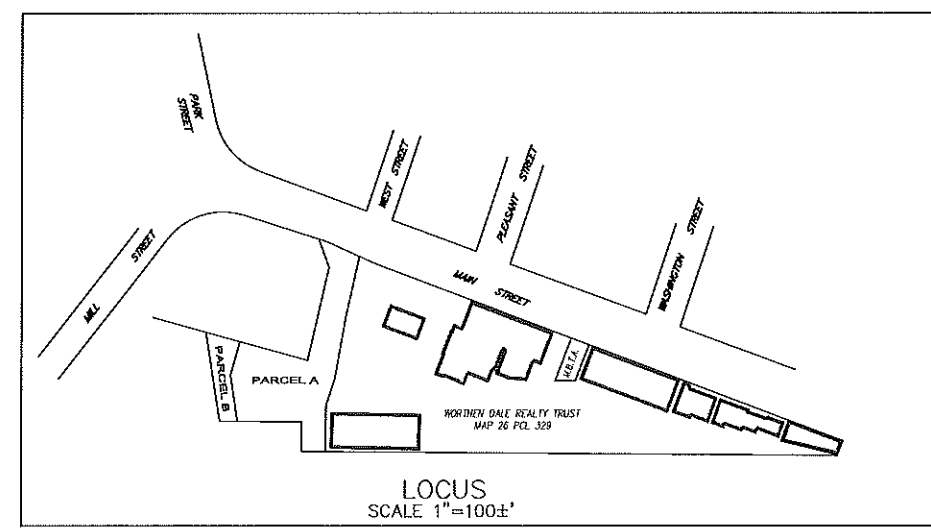 PARK
STREET
WEST STREET
PLEASANT STREET
WASHINGTON STREET
MILL STREET
MAIN STREET
M.B.T.A.
PARCEL B
PARCEL A
WORTHEN DALE REALTY TRUST
MAP 26 PCL 329
LOCUS
SCALE 1"=100±'